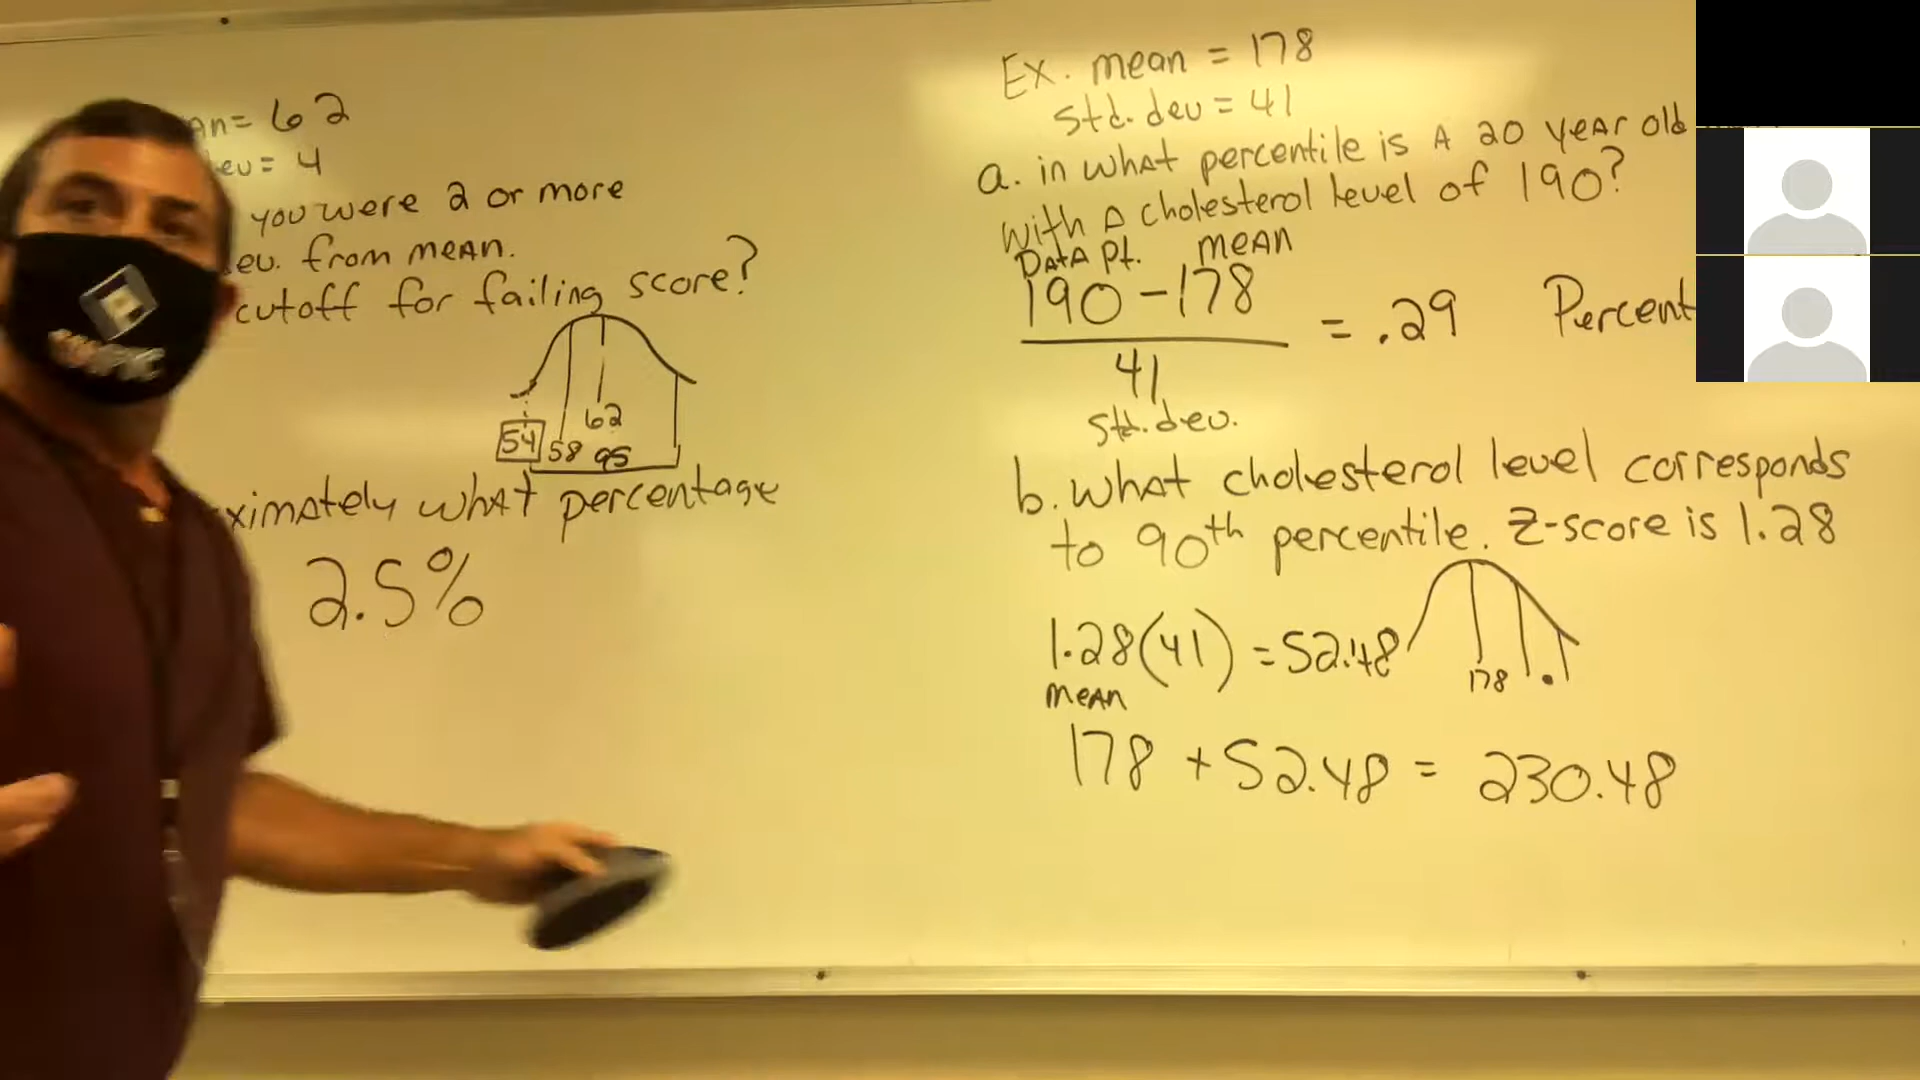 an= 62
ev= 4
you were 2 or more
ev. from mean.
cutoff for failing score?
62
54 58 95
ximately what percentage
2.5%
Ex. mean = 178
std. dev = 41
a. in what percentile is A 20 year old
with A cholesterol level of 190?
DATA Pt. mean
190 - 178
= .29 Percent
41
std. dev.
b. what cholesterol level corresponds
to 90th percentile. Z-score is 1.28
1.28(41) = 52.48
178
mean
178 + 52.48 = 230.48